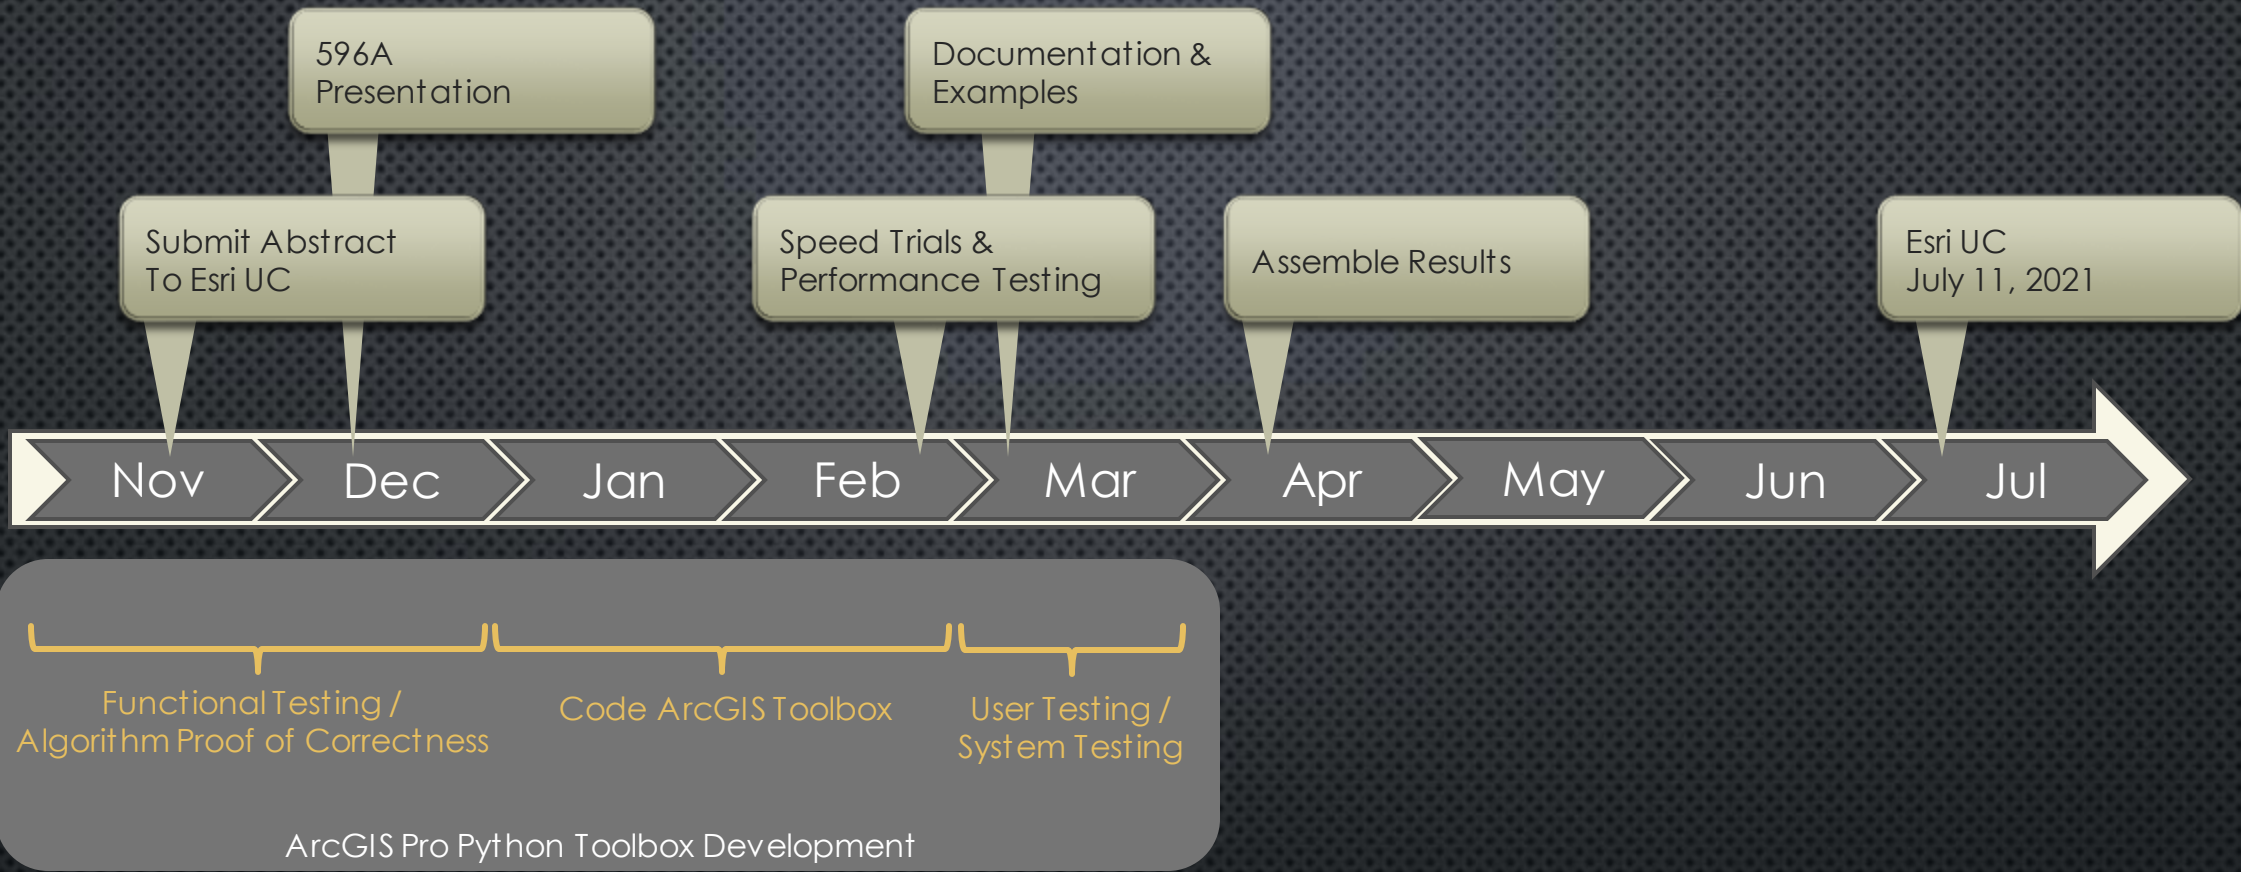 596A
Presentation
Documentation &
Examples
Submit Abstract
To Esri UC
Speed Trials &
Performance Testing
Assemble Results
Esri UC
July 11, 2021
Nov
Dec
Jan
Feb
Mar
Apr
May
Jun
Jul
Functional Testing /
Algorithm Proof of Correctness
Code ArcGIS Toolbox
User Testing /
System Testing
ArcGIS Pro Python Toolbox Development